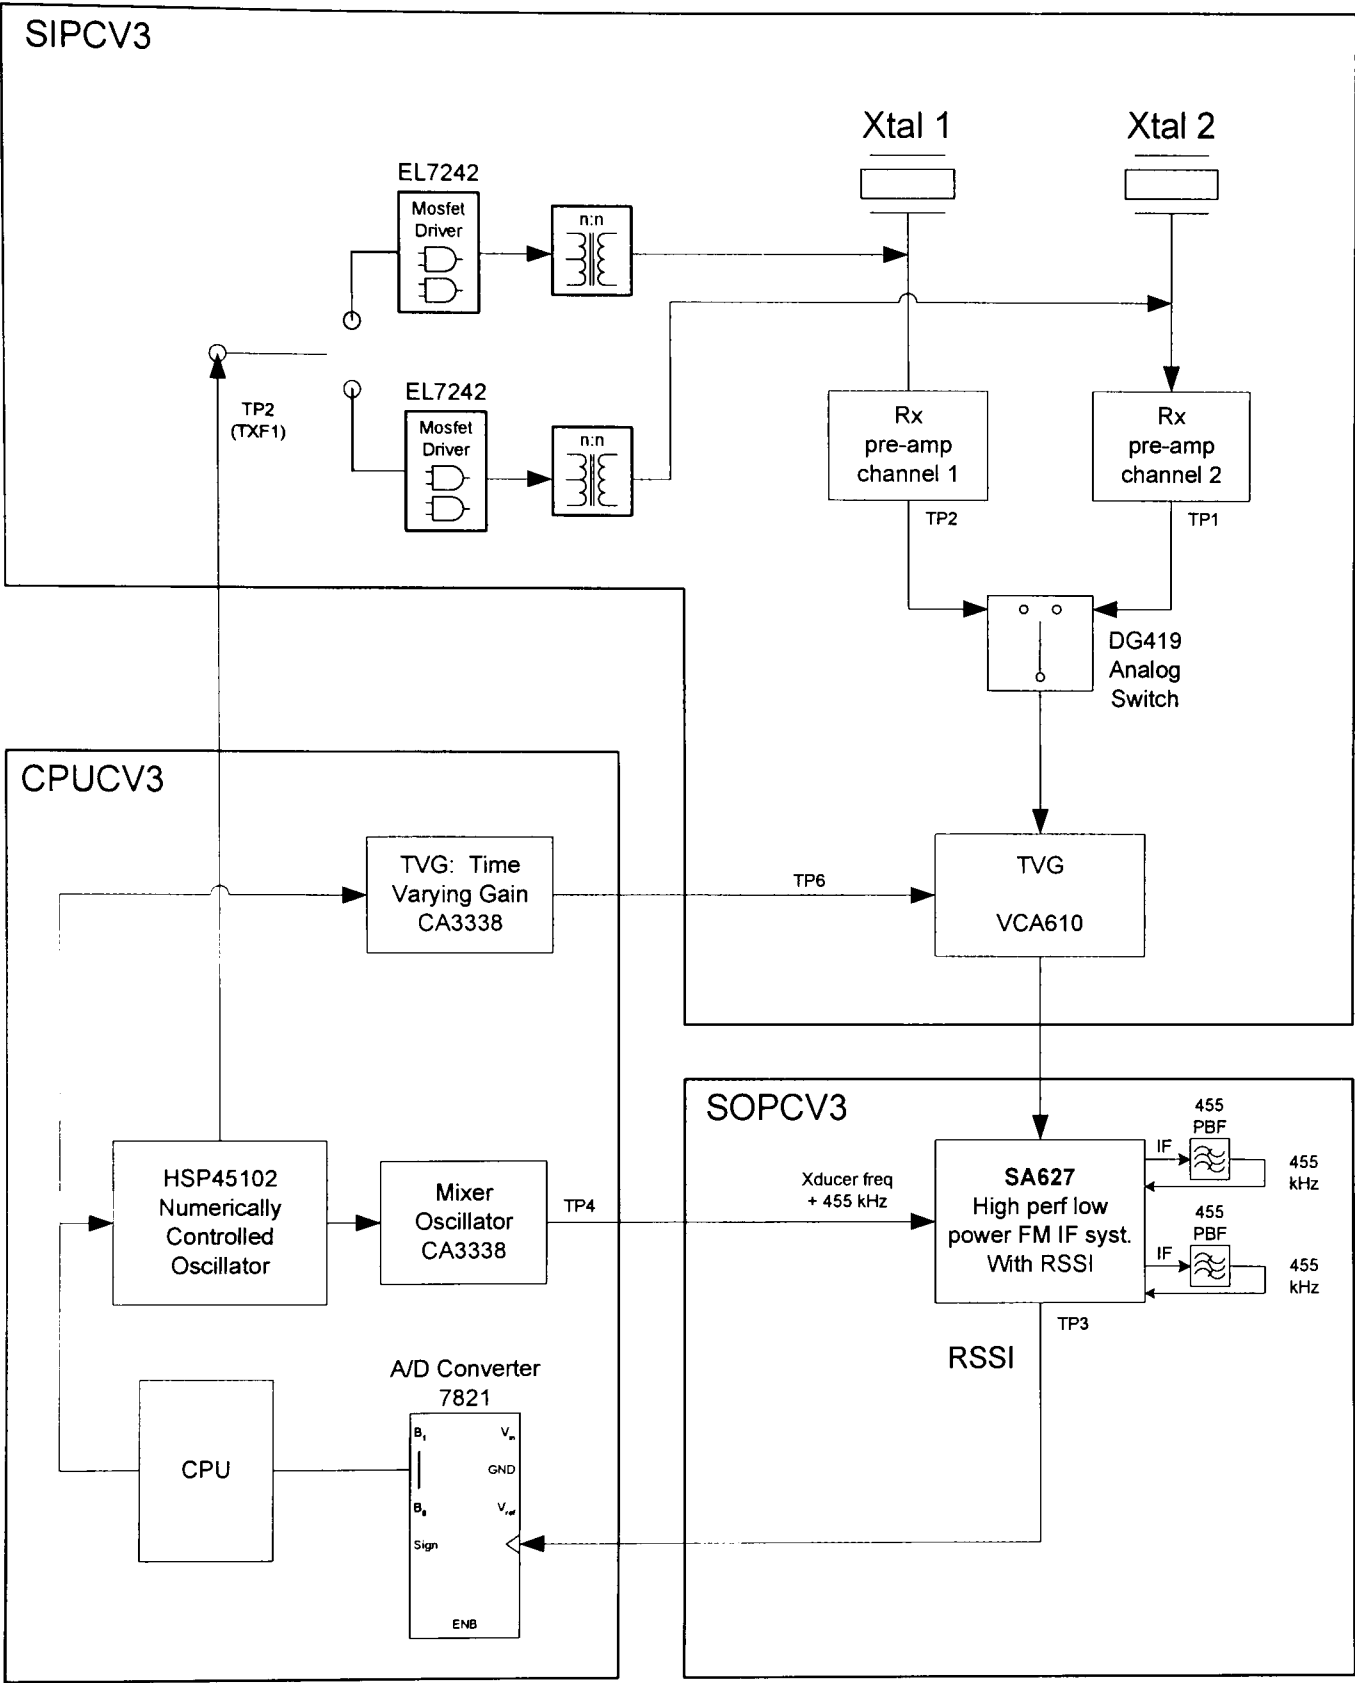 SIPCV3
Xtal 1
Xtal 2
EL7242
Mosfet
Driver
n:n
TP2
(TXF1)
EL7242
Mosfet
Driver
n:n
Rx
pre-amp
channel 1
Rx
pre-amp
channel 2
TP2
TP1
DG419
Analog
Switch
CPUCV3
TVG: Time
Varying Gain
CA3338
TP6
TVG
VCA610
SOPCV3
HSP45102
Numerically
Controlled
Oscillator
Mixer
Oscillator
CA3338
TP4
Xducer freq
+ 455 kHz
SA627
High perf low
power FM IF syst.
With RSSI
455
PBF
IF
455
kHz
455
PBF
IF
455
kHz
TP3
RSSI
A/D Converter
7821
CPU
B1
Vin
GND
B8
Vref
Sign
ENB